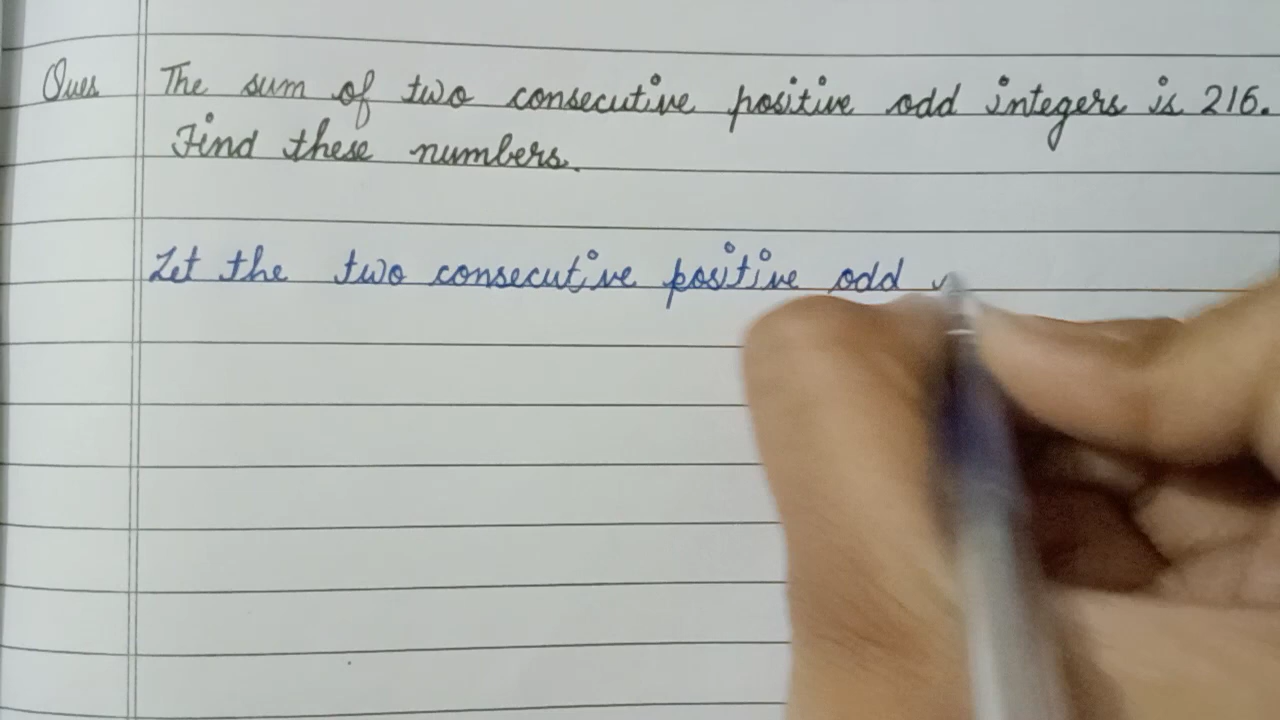 Ques The sum of two consecutive positive odd integers is 216.
Find these numbers.
Let the two consecutive positive odd